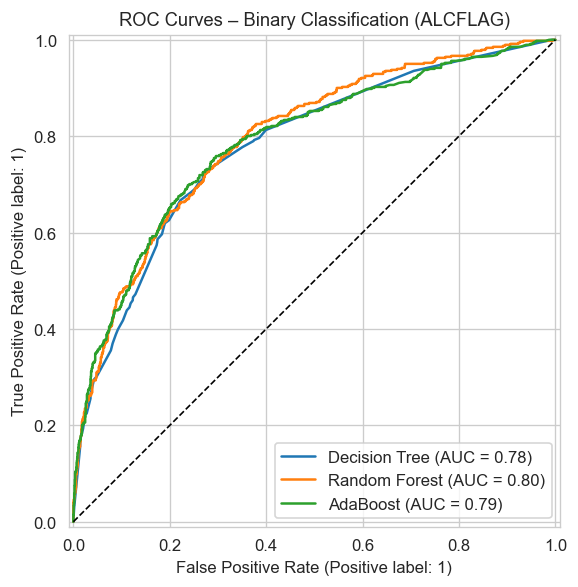 ROC Curves – Binary Classification (ALCFLAG)
True Positive Rate (Positive label: 1)
1.0
0.8
0.6
0.4
0.2
0.0
Decision Tree (AUC = 0.78)
Random Forest (AUC = 0.80)
AdaBoost (AUC = 0.79)
0.0 0.2 0.4 0.6 0.8 1.0
False Positive Rate (Positive label: 1)